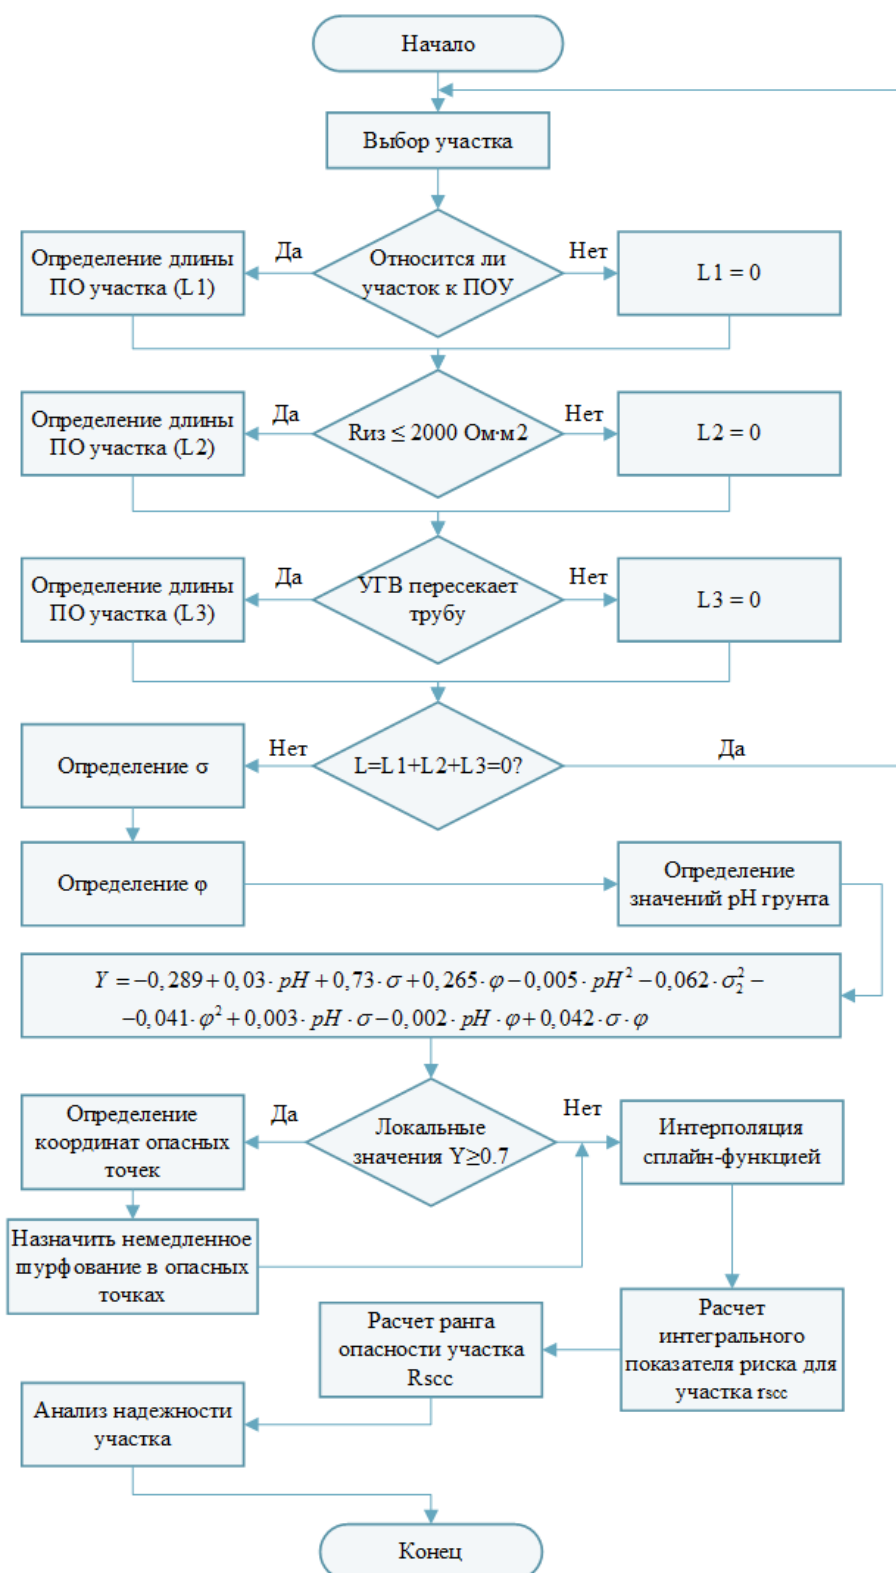 Начало
Выбор участка
Определение длины
ПО участка (L1)
Да
Относится ли
участок к ПОУ
Нет
L1 = 0
Определение длины
ПО участка (L2)
Да
Rиз ≤ 2000 Ом·м2
Нет
L2 = 0
Определение длины
ПО участка (L3)
Да
УГВ пересекает
трубу
Нет
L3 = 0
Определение σ
Нет
L=L1+L2+L3=0?
Да
Определение φ
Определение
значений pH грунта
Y = −0,289 + 0,03 · pH + 0,73 · σ + 0,265 · φ − 0,005 · pH² − 0,062 · σ₂² −
−0,041 · φ² + 0,003 · pH · σ − 0,002 · pH · φ + 0,042 · σ · φ
Определение
координат опасных
точек
Да
Локальные
значения Y≥0.7
Нет
Интерполяция
сплайн-функцией
Назначить немедленное
шурфование в опасных
точках
Расчет
интегрального
показателя риска для
участка rscc
Расчет ранга
опасности участка
Rscc
Анализ надежности
участка
Конец